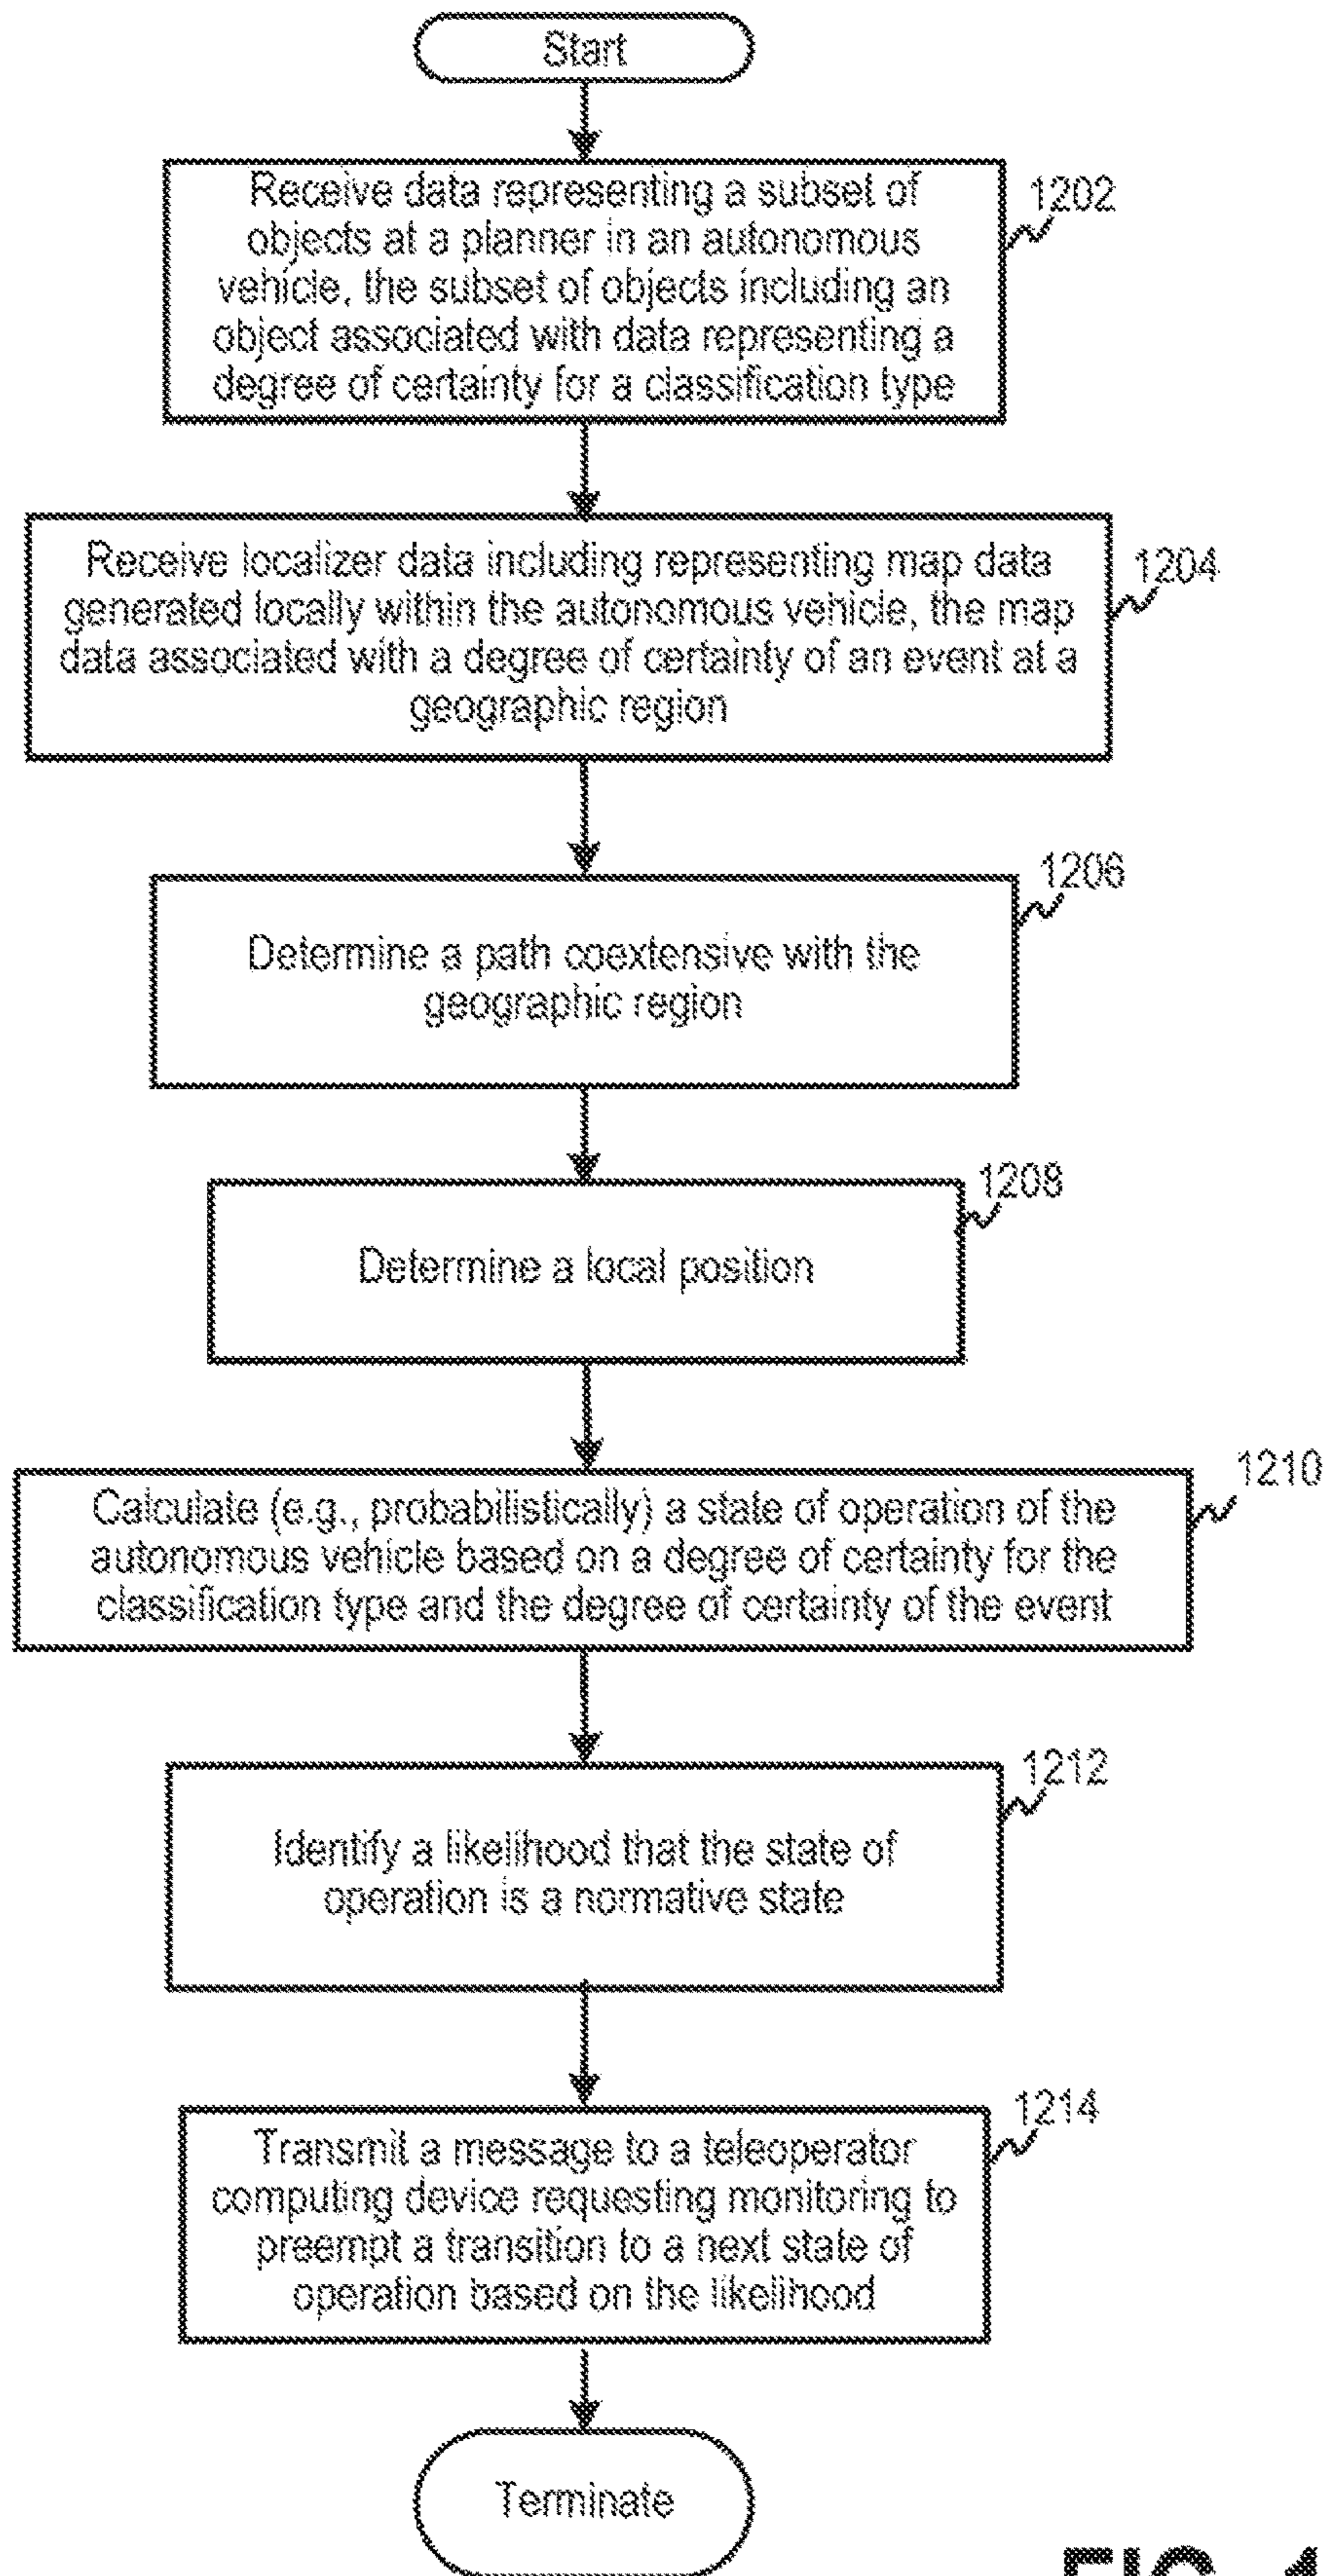 Start
Receive data representing a subset of
objects at a planner in an autonomous
vehicle, the subset of objects including an
object associated with data representing a
degree of certainty for a classification type
1202
Receive localizer data including representing map data
generated locally within the autonomous vehicle, the map
data associated with a degree of certainty of an event at a
geographic region
1204
Determine a path coextensive with the
geographic region
1206
Determine a local position
1208
Calculate (e.g., probabilistically) a state of operation of the
autonomous vehicle based on a degree of certainty for the
classification type and the degree of certainty of the event
1210
Identify a likelihood that the state of
operation is a normative state
1212
Transmit a message to a teleoperator
computing device requesting monitoring to
preempt a transition to a next state of
operation based on the likelihood
1214
Terminate
FIG. 1